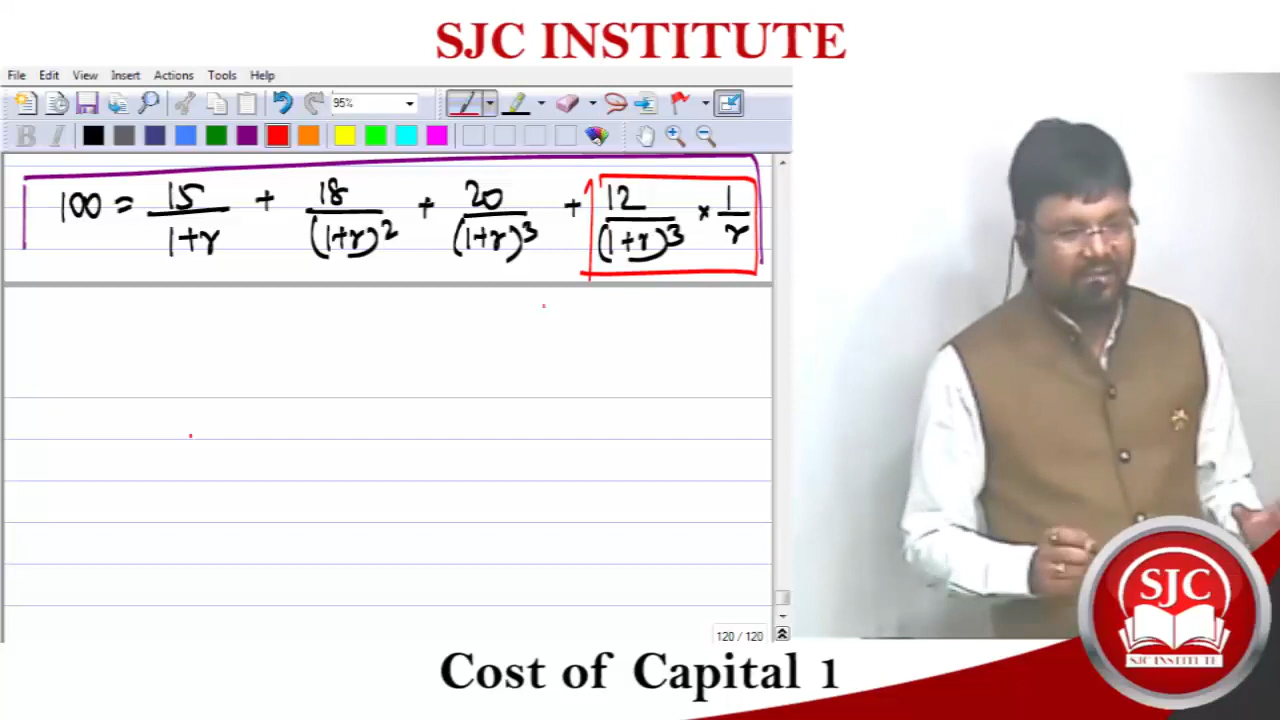 SJC INSTITUTE
File Edit View Insert Actions Tools Help
95%
B I
100 = 15/(1+r) + 18/(1+r)^2 + 20/(1+r)^3 + 12/(1+r)^3 × 1/r
120 / 120
SJC
SJC INSTITUTE
Cost of Capital 1